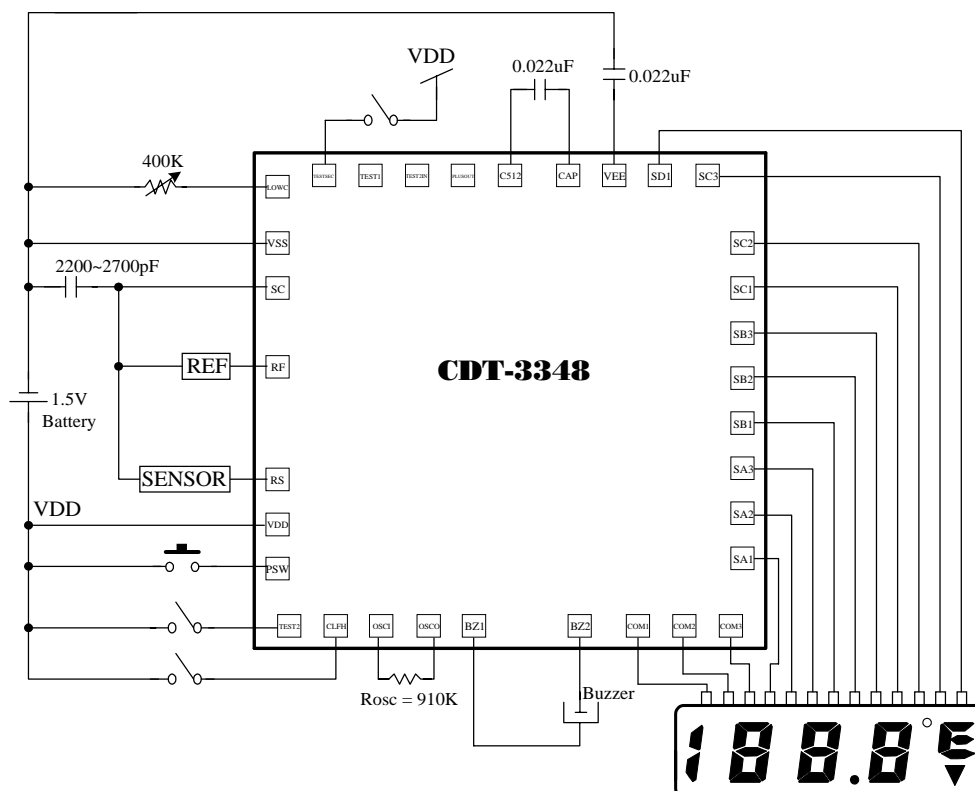 VDD
0.022uF
0.022uF
400K
LOWC
TESTSEC
TEST1
TEST2IN
PLUSOUT
C512
CAP
VEE
SD1
SC3
VSS
SC2
2200~2700pF
SC
SC1
SB3
REF
RF
CDT-3348
SB2
1.5V
Battery
SB1
SENSOR
RS
SA3
VDD
VDD
SA2
PSW
SA1
TEST2
CLFH
OSCI
OSCO
BZ1
BZ2
COM1
COM2
COM3
Rosc = 910K
Buzzer
188.8°E